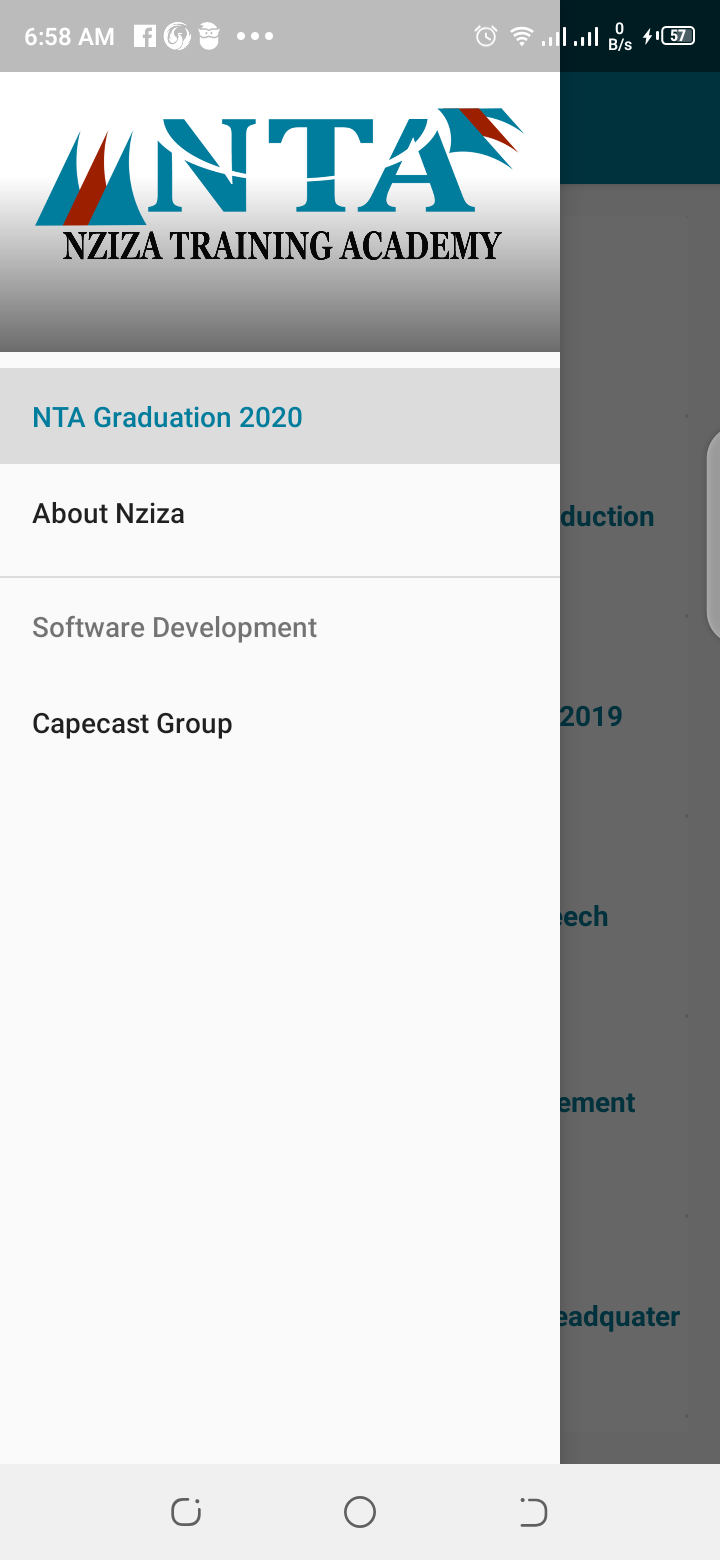 6:58 AM
0
B/s
57
NTA
NZIZA TRAINING ACADEMY
NTA Graduation 2020
About Nziza
Software Development
Capecast Group
duction
2019
eech
ement
eadquater